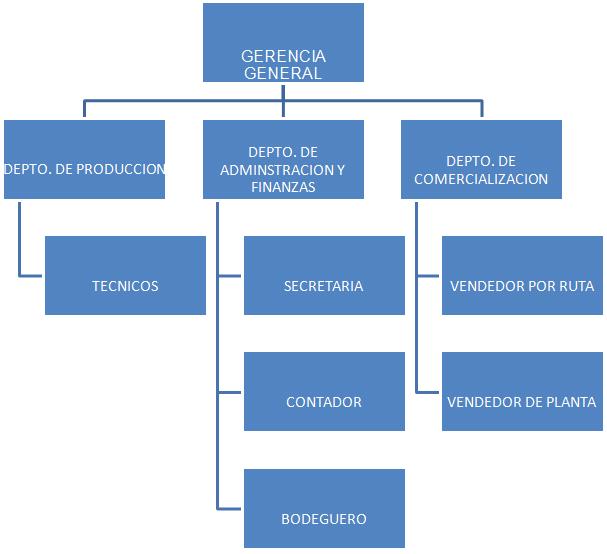 GERENCIA
GENERAL
DEPTO. DE PRODUCCION
DEPTO. DE
ADMINSTRACION Y
FINANZAS
DEPTO. DE
COMERCIALIZACION
TECNICOS
SECRETARIA
VENDEDOR POR RUTA
CONTADOR
VENDEDOR DE PLANTA
BODEGUERO